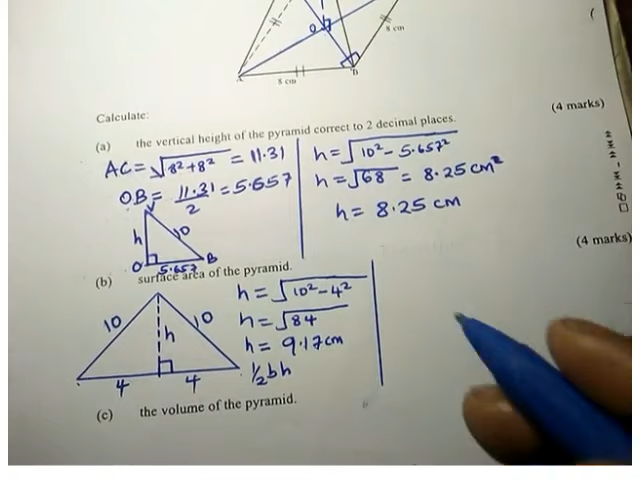 O
A
8 cm
B
8 cm
(
Calculate:
(4 marks)
(a) the vertical height of the pyramid correct to 2 decimal places.
AC = √8²+8² = 11.31
OB = 11.31/2 = 5.657
V
h
10
O
5.657
B
h = √10² - 5.657²
h = √68 = 8.25 cm²
h = 8.25 cm
(4 marks)
(b) surface area of the pyramid.
10
10
h
4
4
h = √10² - 4²
h = √84
h = 9.17cm
½bh
(c) the volume of the pyramid.